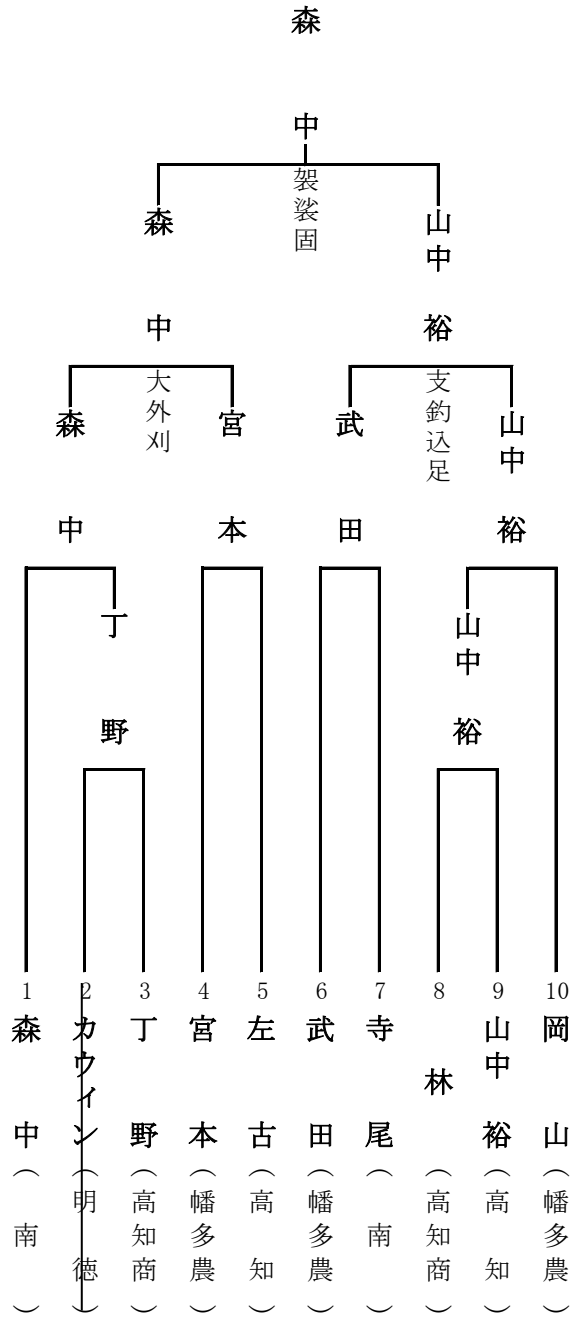 森中
袈裟固
森中
山中裕
大外刈
支釣込足
森中
宮本
武田
山中裕
丁野
山中裕
1 森中（南）
2 カウィン（明徳）
3 丁野（高知商）
4 宮本（幡多農）
5 左古（高知）
6 武田（幡多農）
7 寺尾（南）
8 林（高知商）
9 山中裕（高知）
10 岡山（幡多農）